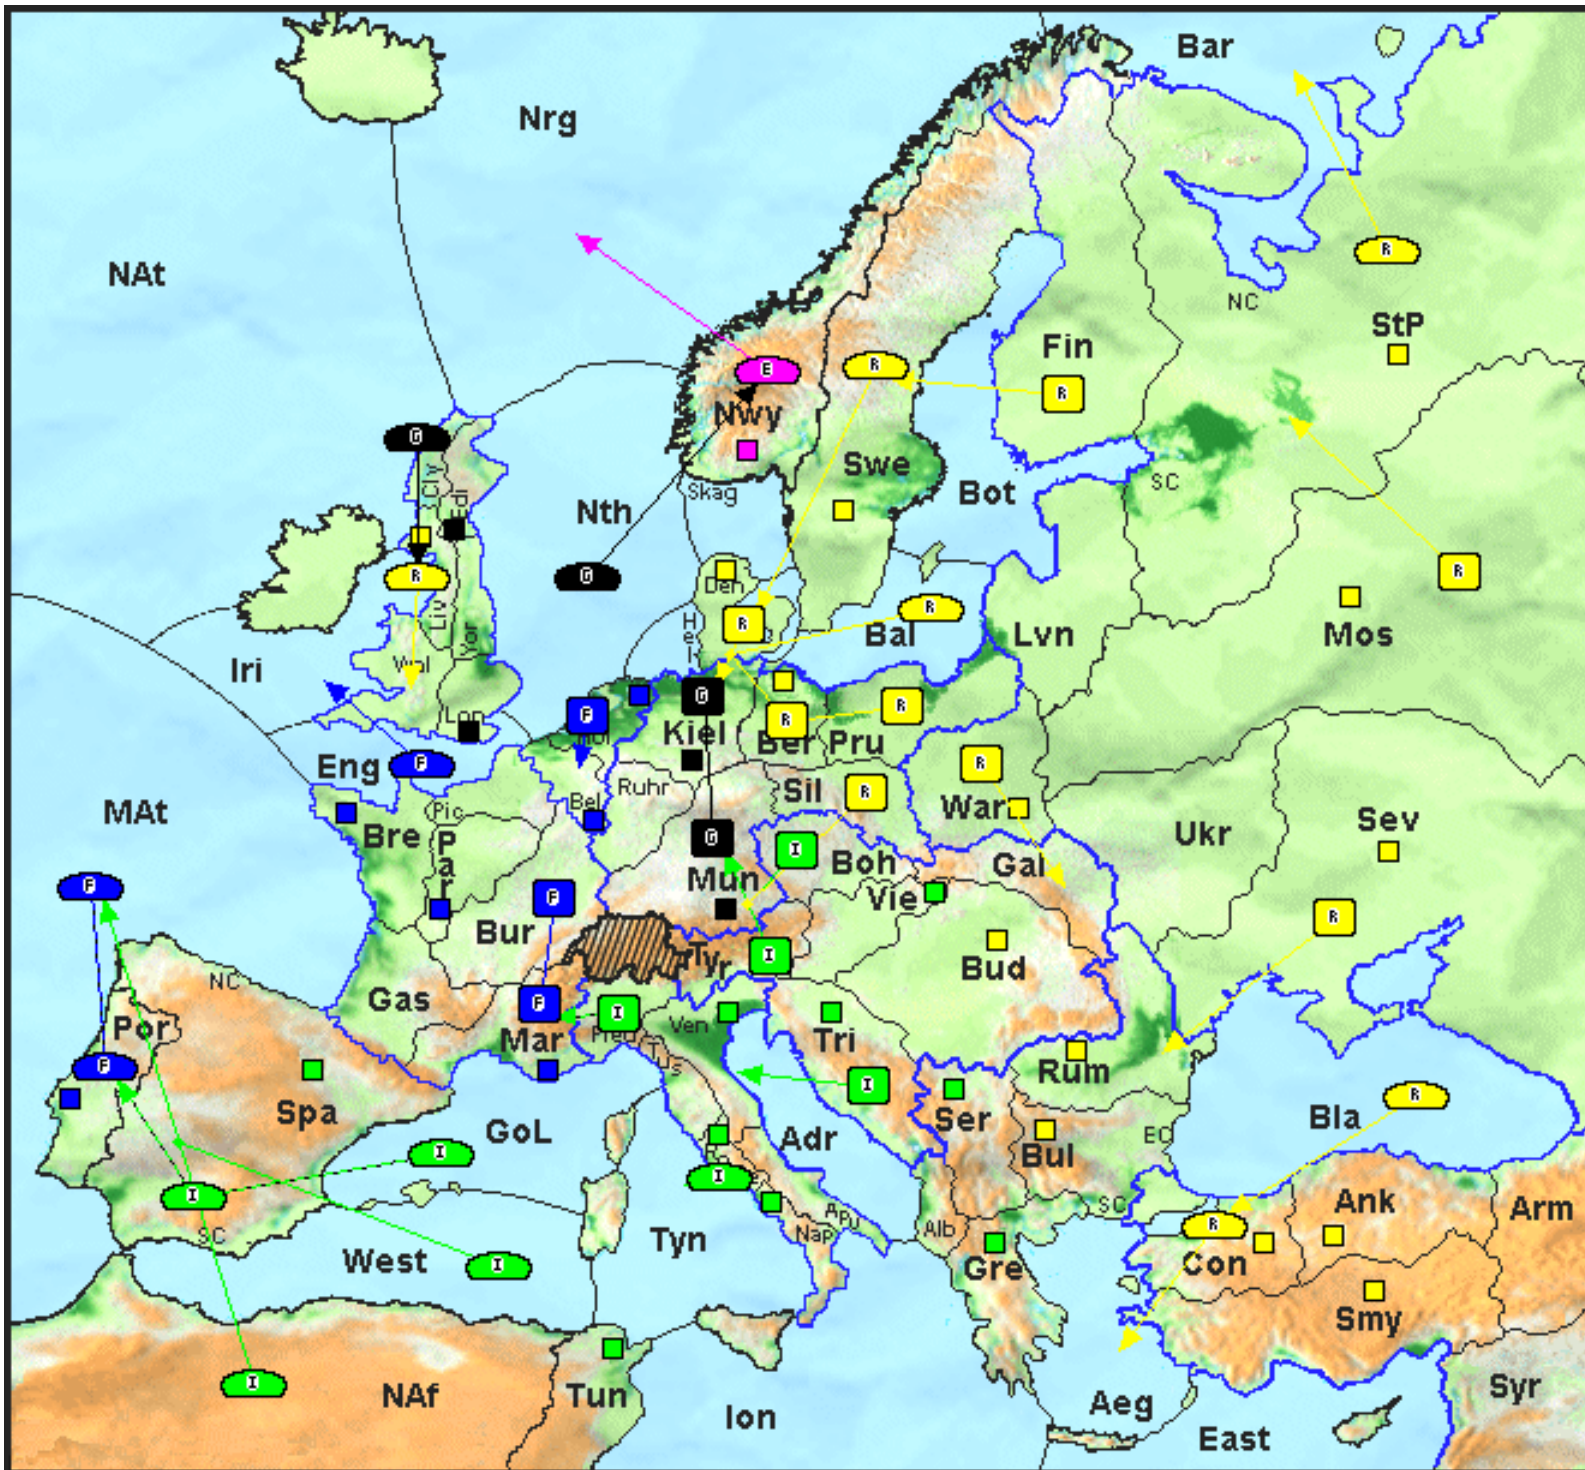 Bar
Nrg
NAt
R
NC
StP
Fin
E
R
R
Nwy
G
Cly
Edi
Swe
SC
Skag
Bot
Nth
R
G
R
Den
R
Liv
Yor
Hel
R
Bal
Lvn
Mos
Iri
Wal
G
R
R
F
Lon
Hol
Kiel
Ber
Pru
Eng
F
R
Ruhr
Sil
R
War
Bel
Pic
MAt
Bre
Par
G
I
Boh
Gal
Ukr
Sev
F
F
Mun
Vie
R
Bur
Tyr
I
Bud
NC
Gas
F
I
Por
Mar
Pied
Ven
Tri
F
Tus
I
Rum
Spa
Ser
R
Bla
GoL
Adr
Bul
EC
I
I
I
Ank
SC
Apu
Alb
SC
R
Arm
West
Tyn
Nap
I
Gre
Con
Smy
I
NAf
Tun
Ion
Aeg
Syr
East